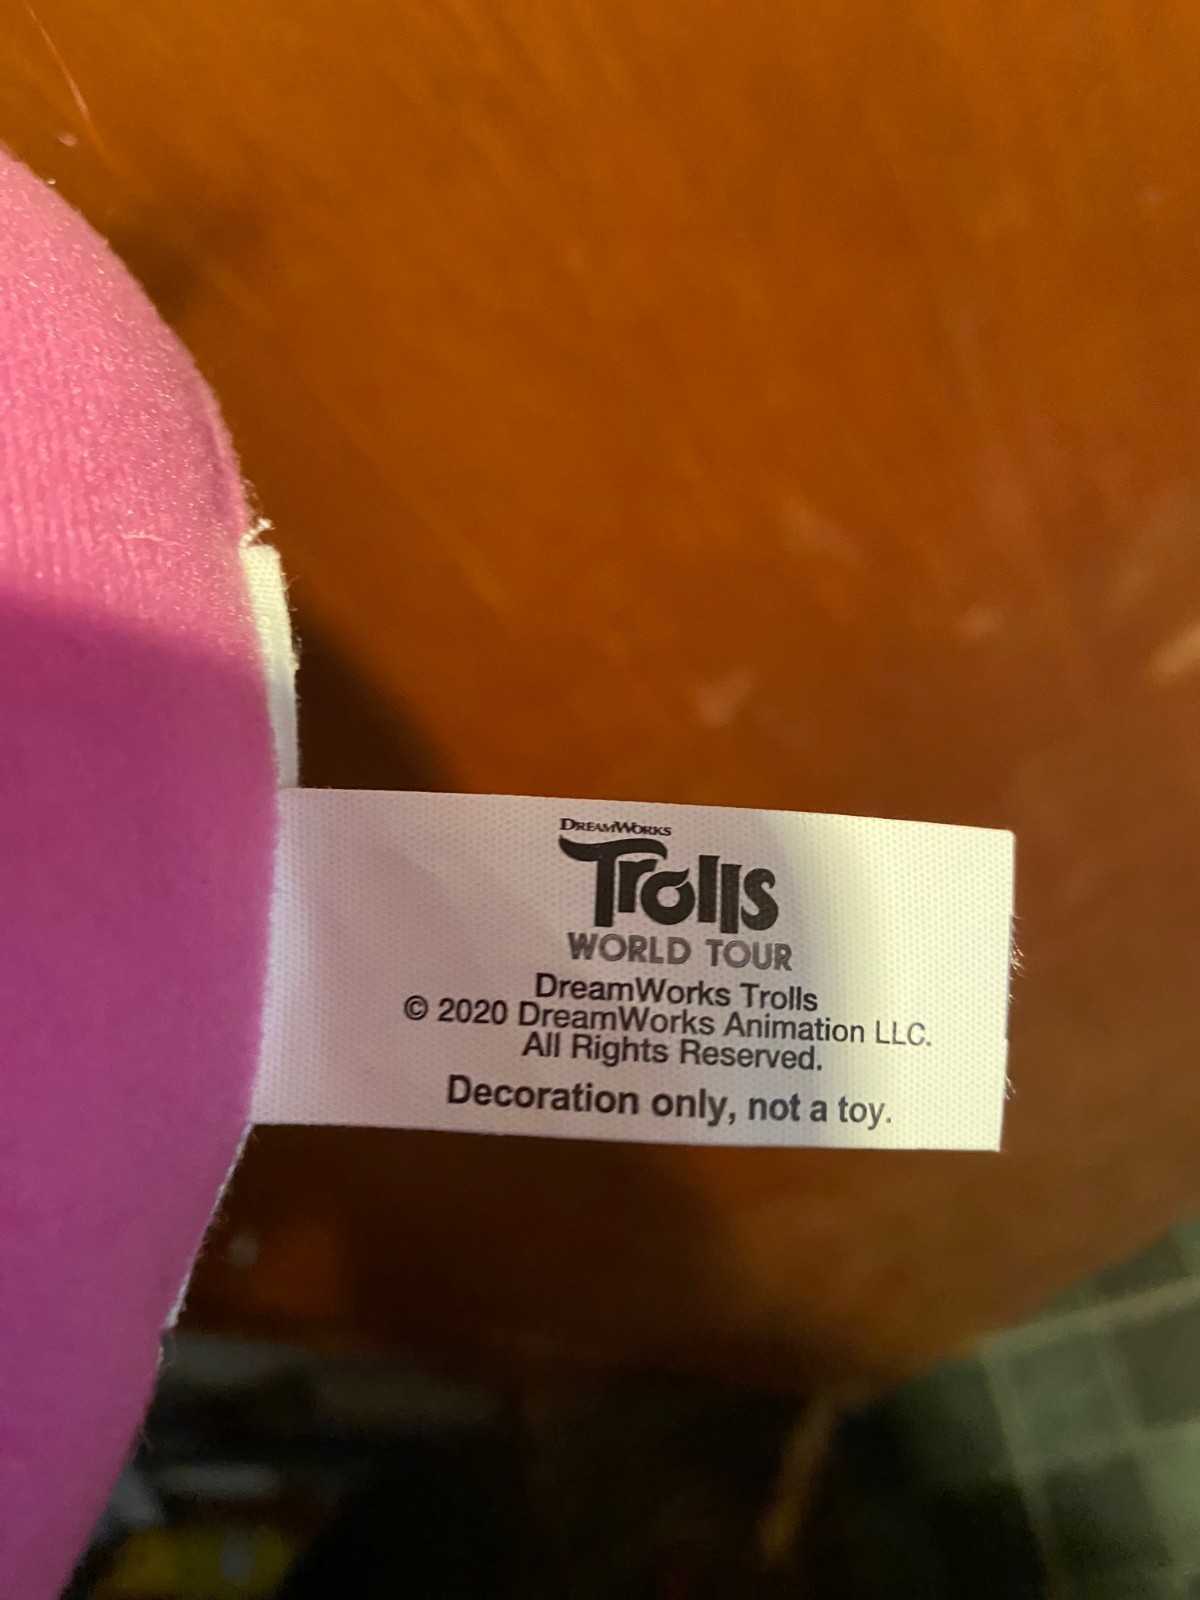 DREAMWORKS
Trolls
WORLD TOUR
DreamWorks Trolls
© 2020 DreamWorks Animation LLC.
All Rights Reserved.
Decoration only, not a toy.